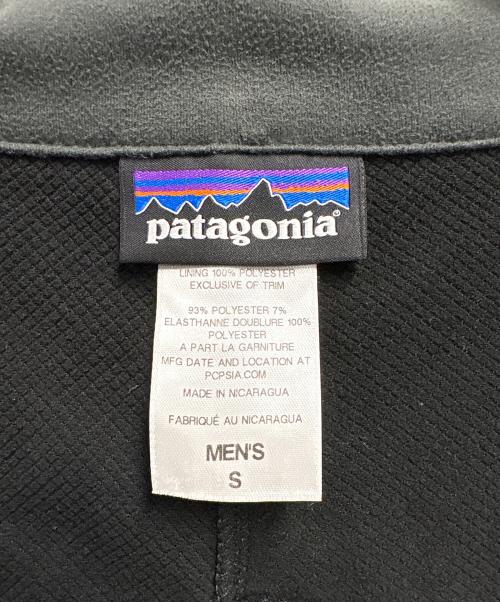 patagonia®
LINING 100% POLYESTER
EXCLUSIVE OF TRIM
93% POLYESTER 7%
ELASTHANNE DOUBLURE 100%
POLYESTER
A PART LA GARNITURE
MFG DATE AND LOCATION AT
PCPSIA.COM
MADE IN NICARAGUA
FABRIQUÉ AU NICARAGUA
MEN'S
S